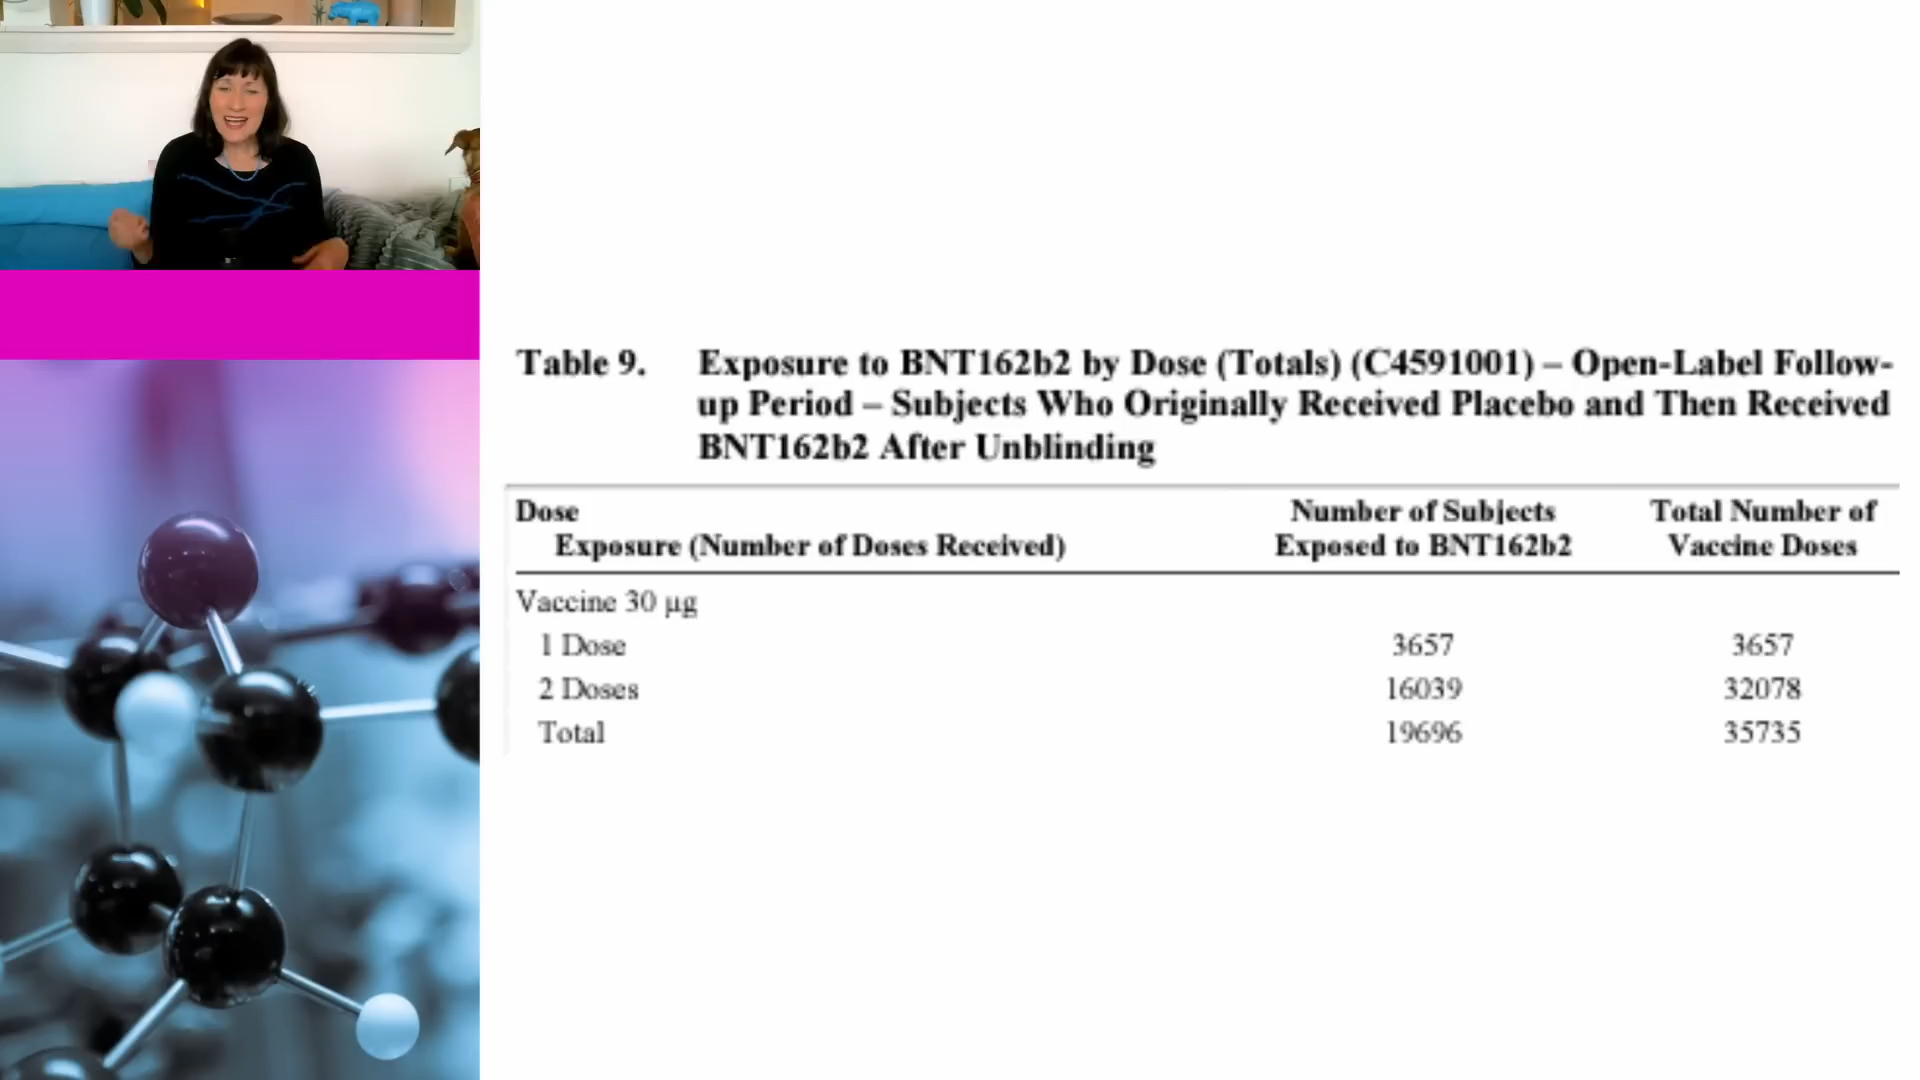 Table 9. Exposure to BNT162b2 by Dose (Totals) (C4591001) – Open-Label Follow-
up Period – Subjects Who Originally Received Placebo and Then Received
BNT162b2 After Unblinding
Dose Number of Subjects Total Number of
Exposure (Number of Doses Received) Exposed to BNT162b2 Vaccine Doses
Vaccine 30 μg
1 Dose 3657 3657
2 Doses 16039 32078
Total 19696 35735